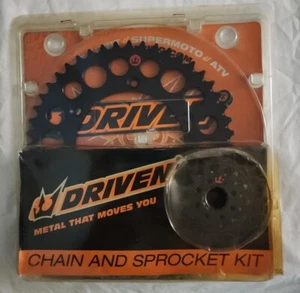 // SUPERMOTO // ATV
DRIVEN
DRIVEN
METAL THAT MOVES YOU
CHAIN AND SPROCKET KIT